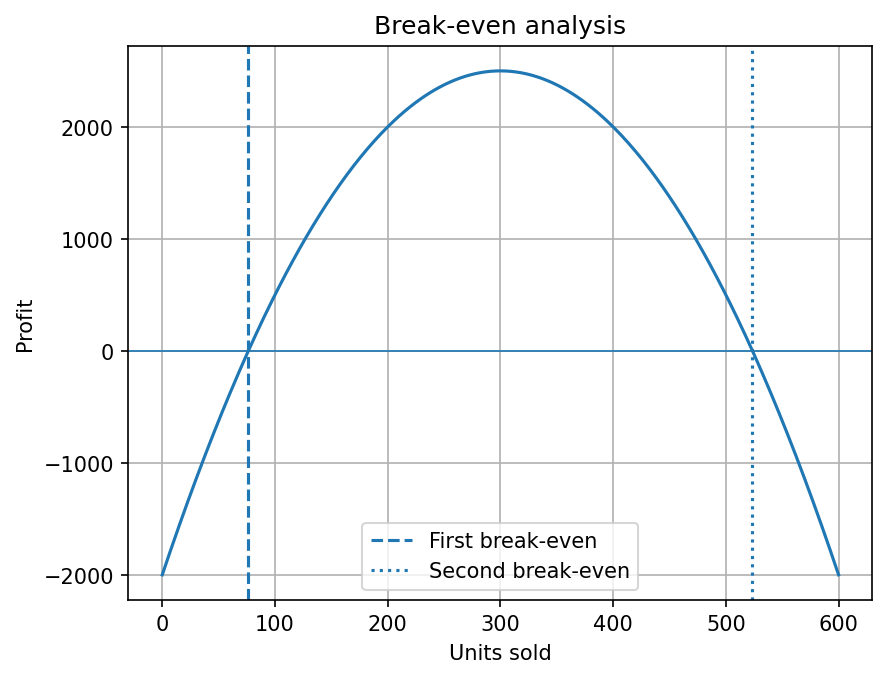 Break-even analysis
Profit
2000
1000
0
−1000
−2000
First break-even
Second break-even
0 100 200 300 400 500 600
Units sold